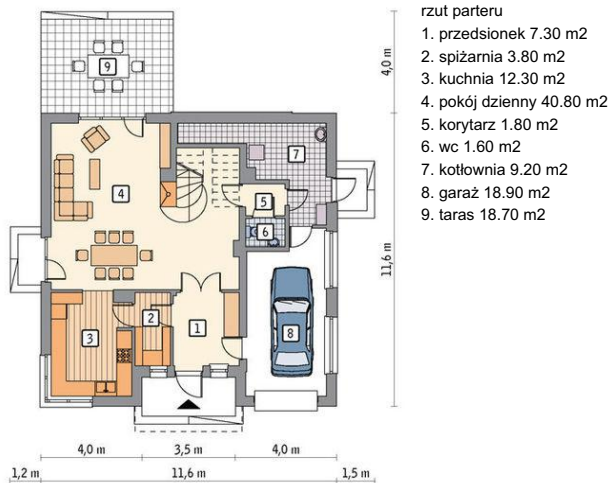 rzut parteru
1. przedsionek 7.30 m2
2. spiżarnia 3.80 m2
3. kuchnia 12.30 m2
4. pokój dzienny 40.80 m2
5. korytarz 1.80 m2
6. wc 1.60 m2
7. kotłownia 9.20 m2
8. garaż 18.90 m2
9. taras 18.70 m2
9
4,0 m
7
4
5
6
11,6 m
2
1
3
8
4,0 m
3,5 m
4,0 m
1,2 m
11,6 m
1,5 m